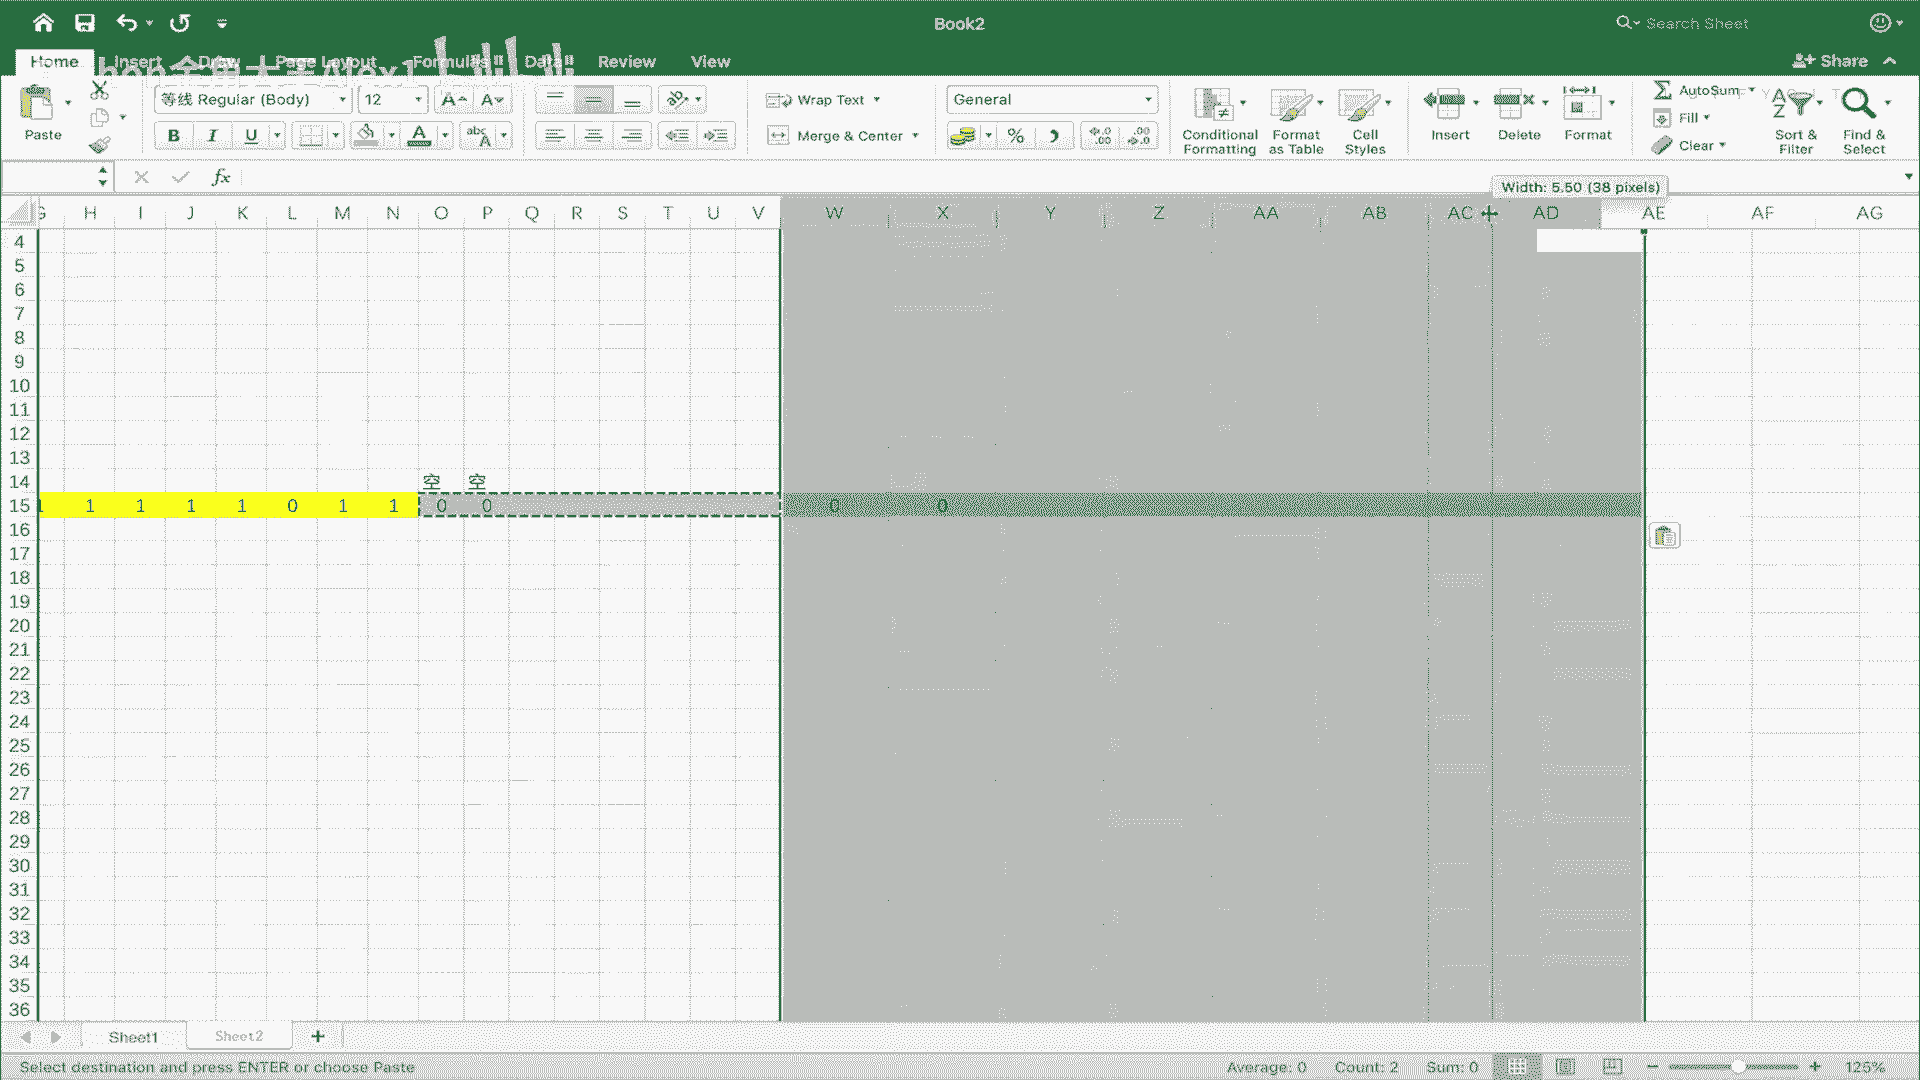 Book2
Search Sheet
Home Insert Draw Page Layout Formulas Data Review View
Share
Paste
等线 Regular (Body) 12
Wrap Text
Merge & Center
General
Conditional Formatting
Format as Table
Cell Styles
Insert
Delete
Format
AutoSum
Fill
Clear
Sort & Filter
Find & Select
fx
Width: 5.50 (38 pixels)
G H I J K L M N O P Q R S T U V W X Y Z AA AB AC AD AE AF AG
4
5
6
7
8
9
10
11
12
13
14 空 空
15 1 1 1 1 1 0 1 1 0 0 0 0
16
17
18
19
20
21
22
23
24
25
26
27
28
29
30
31
32
33
34
35
36
Sheet1 Sheet2
Select destination and press ENTER or choose Paste
Average: 0 Count: 2 Sum: 0
125%